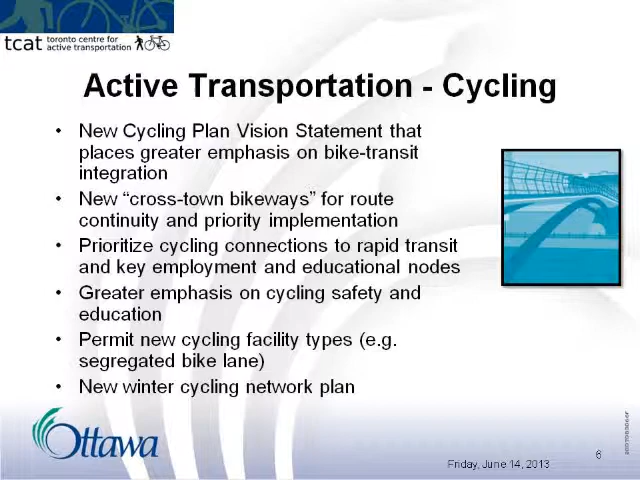 tcat toronto centre for
active transportation
Active Transportation - Cycling
• New Cycling Plan Vision Statement that
places greater emphasis on bike-transit
integration
• New “cross-town bikeways” for route
continuity and priority implementation
• Prioritize cycling connections to rapid transit
and key employment and educational nodes
• Greater emphasis on cycling safety and
education
• Permit new cycling facility types (e.g.
segregated bike lane)
• New winter cycling network plan
Ottawa
6
Friday, June 14, 2013